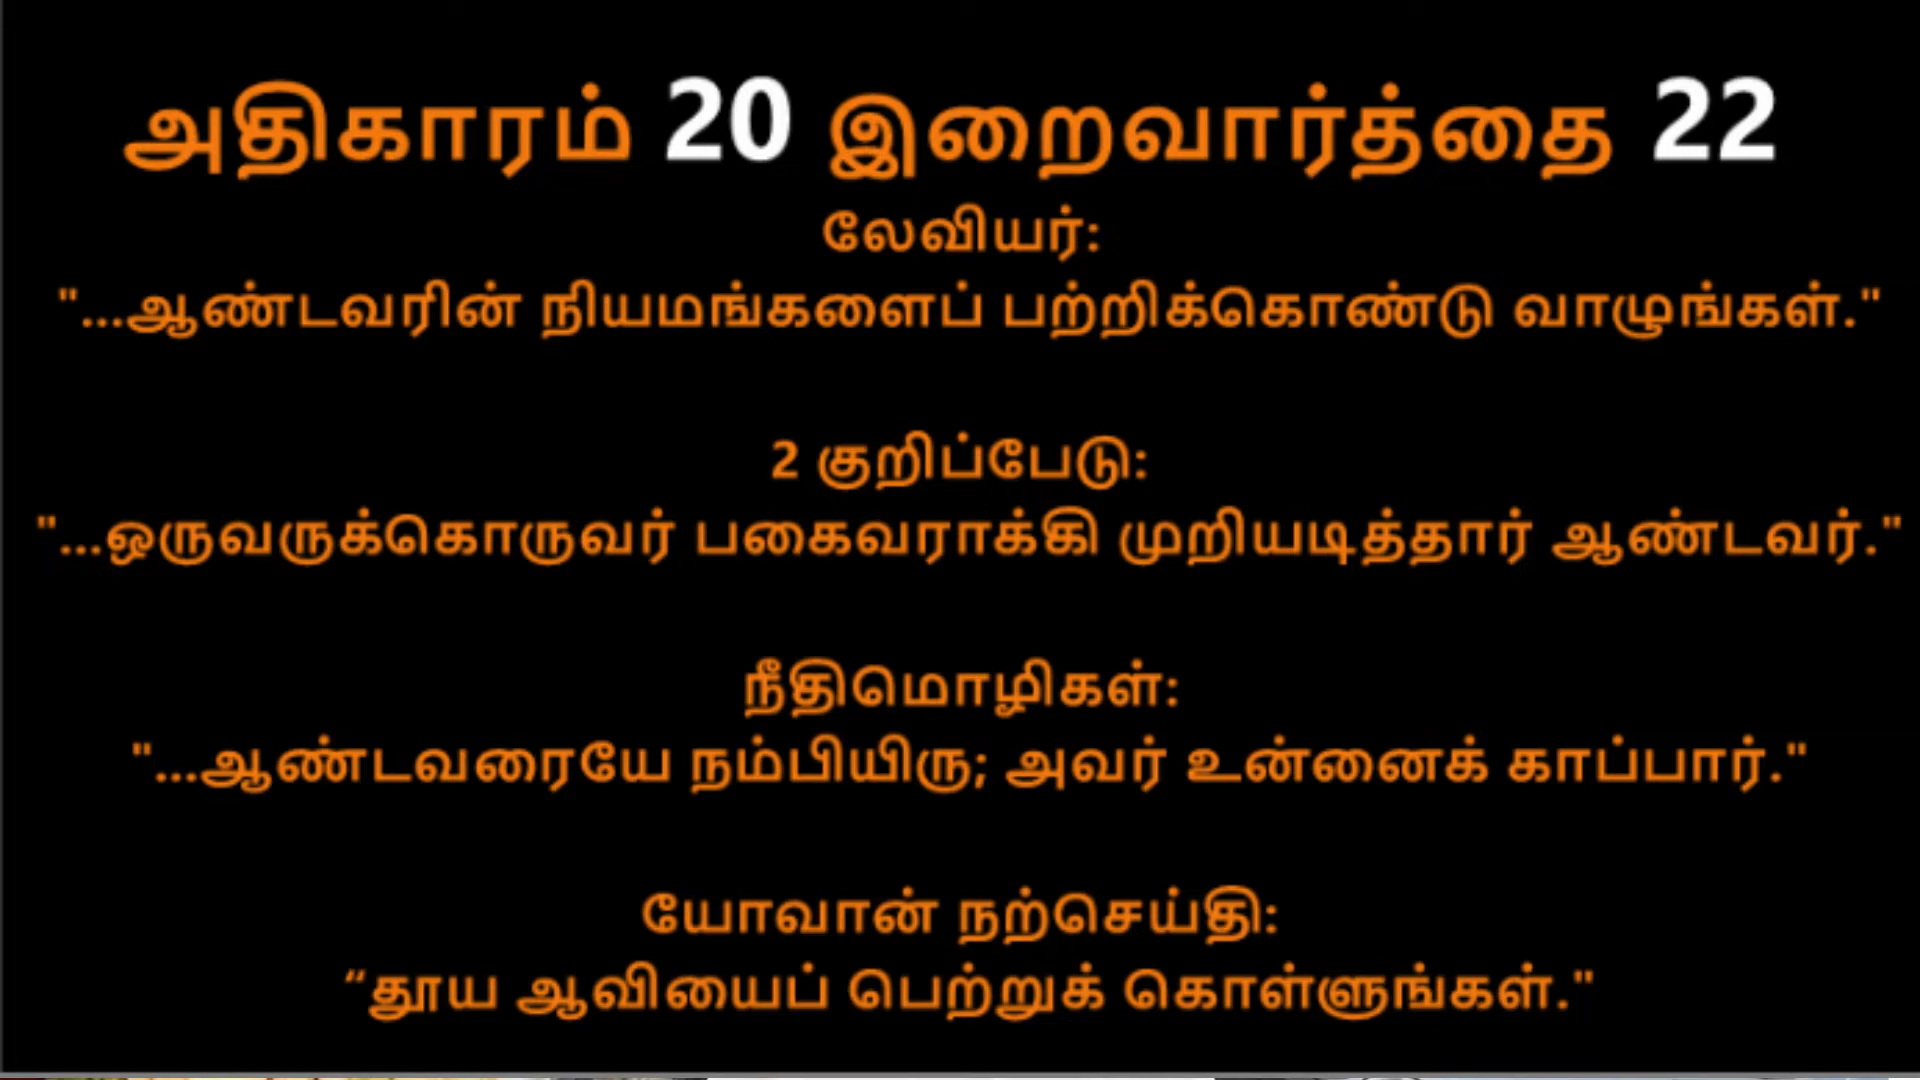 அதிகாரம் 20 இறைவார்த்தை 22
லேவியர்:
"...ஆண்டவரின் நியமங்களைப் பற்றிக்கொண்டு வாழுங்கள்."
2 குறிப்பேடு:
"...ஒருவருக்கொருவர் பகைவராக்கி முறியடித்தார் ஆண்டவர்."
நீதிமொழிகள்:
"...ஆண்டவரையே நம்பியிரு; அவர் உன்னைக் காப்பார்."
யோவான் நற்செய்தி:
“தூய ஆவியைப் பெற்றுக் கொள்ளுங்கள்."